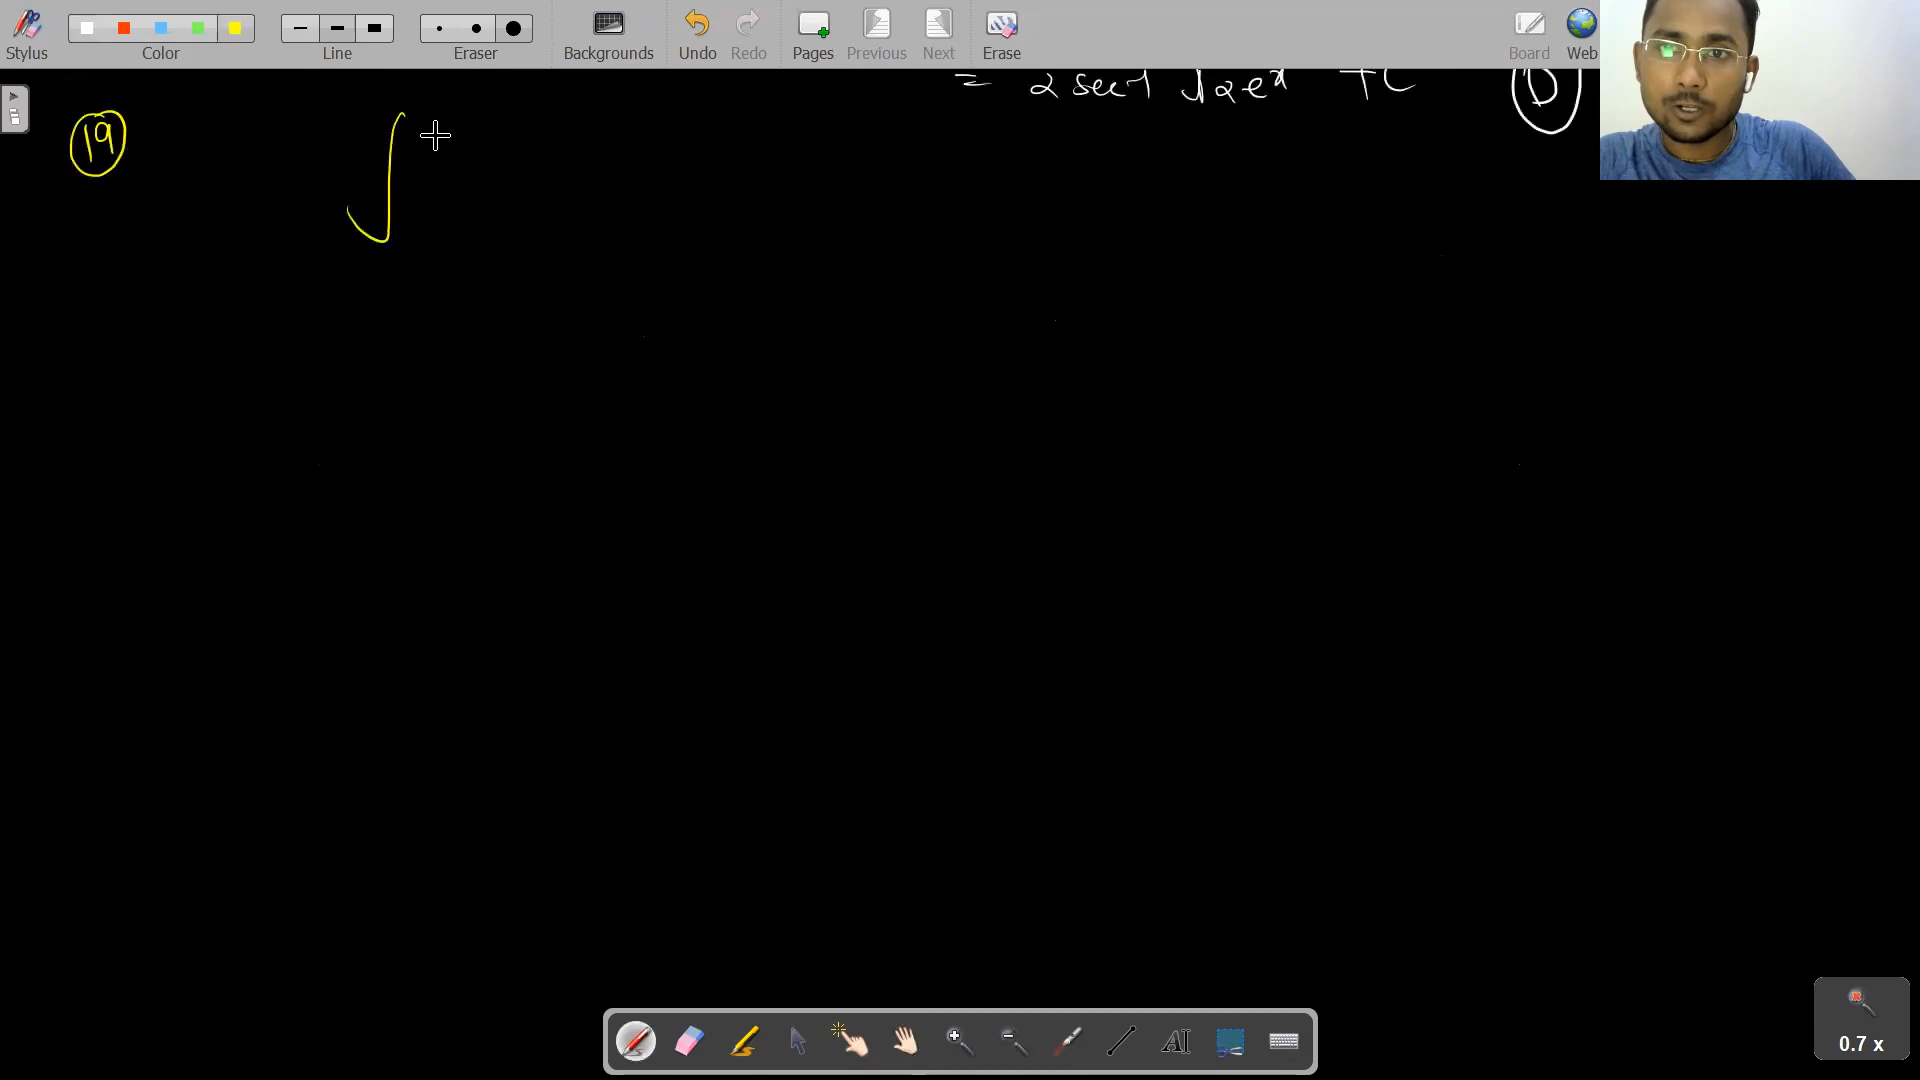 Stylus Color Line Eraser Backgrounds Undo Redo Pages Previous Next Erase Board Web
= 2 sec-1 √2ex +C D
19 ∫
AI
0.7 x